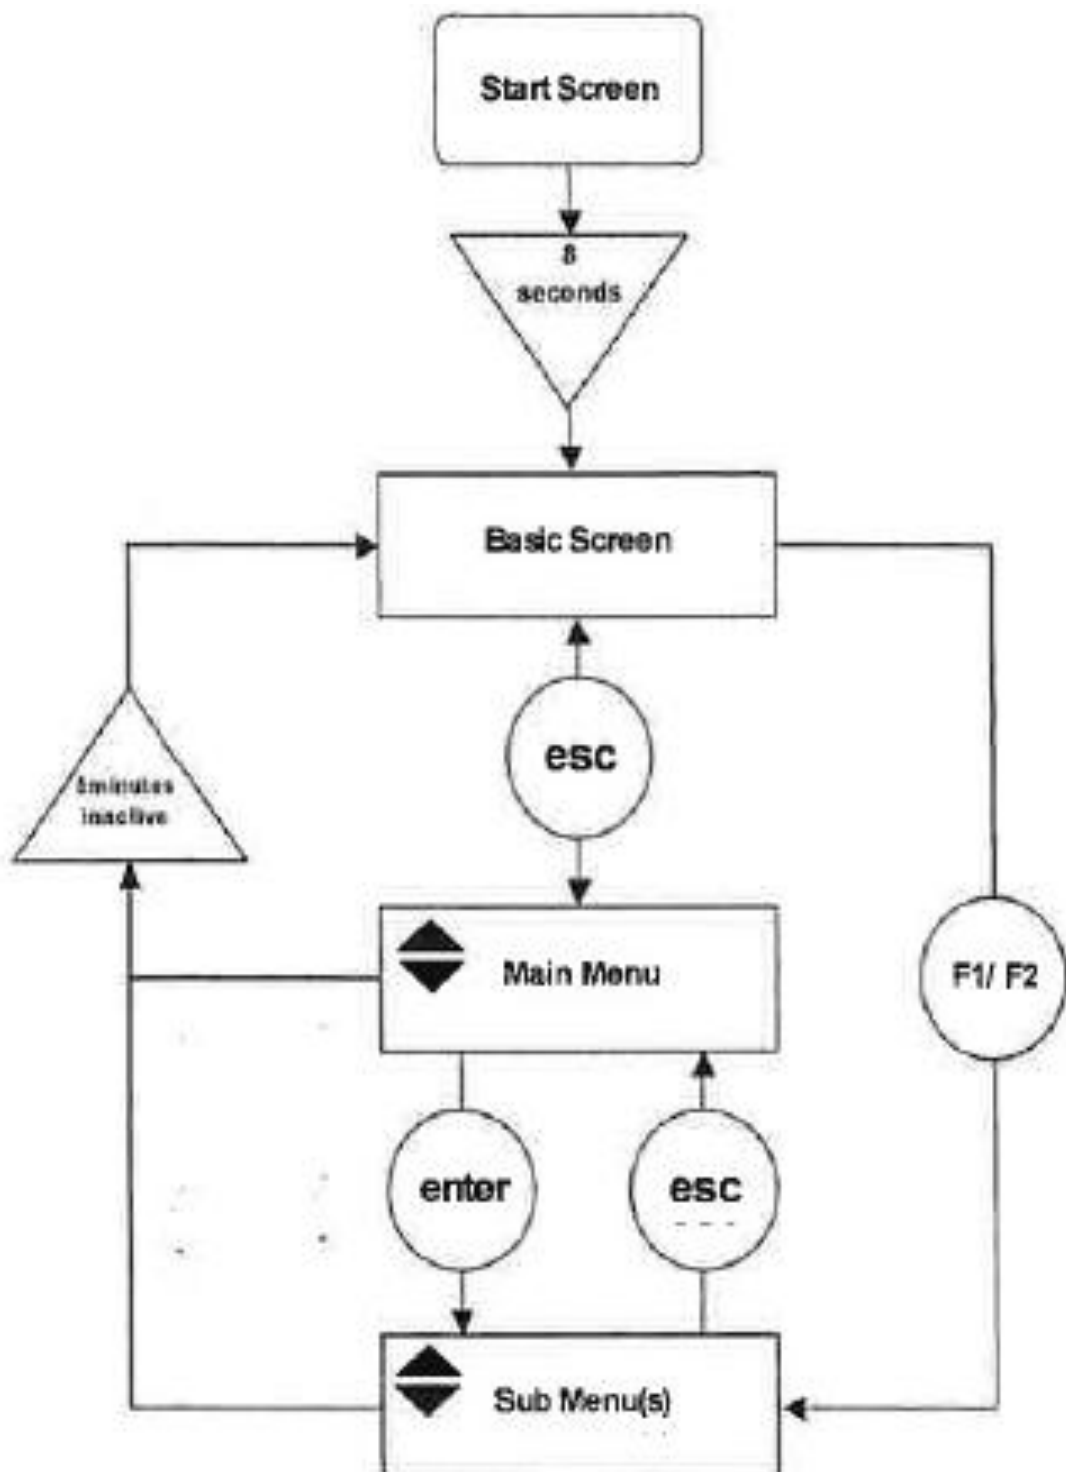 Start Screen
8
seconds
Basic Screen
esc
inactive
Main Menu
F1/ F2
enter
esc
Sub Menu(s)